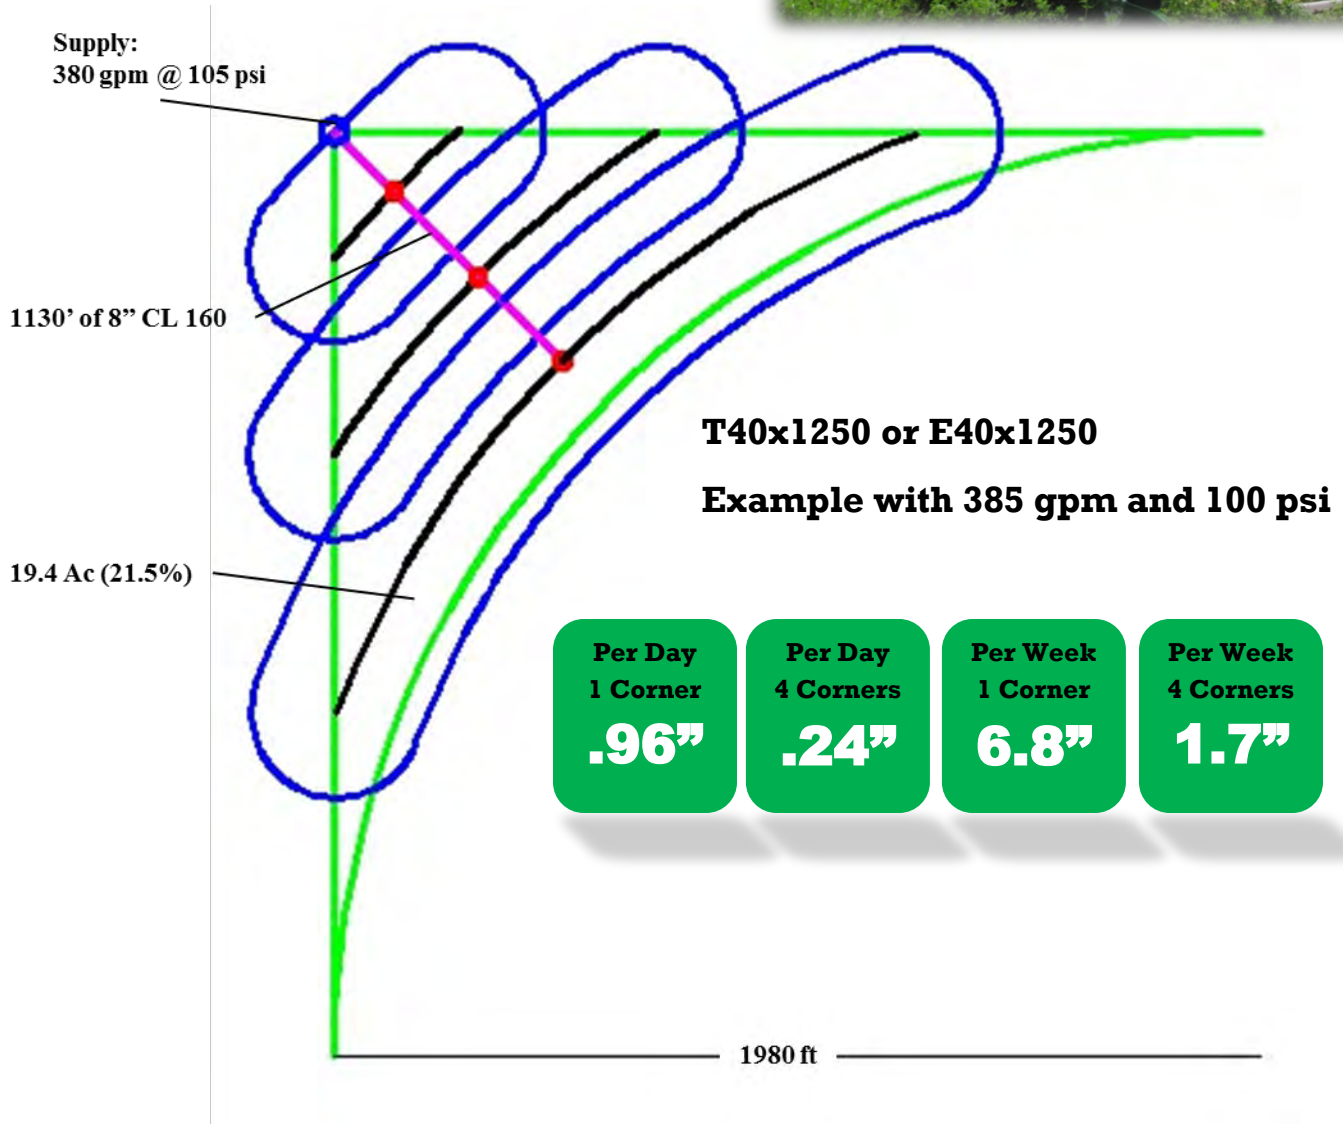 Supply:
380 gpm @ 105 psi
1130’ of 8” CL 160
T40x1250 or E40x1250
Example with 385 gpm and 100 psi
19.4 Ac (21.5%)
Per Day
1 Corner
.96”
Per Day
4 Corners
.24”
Per Week
1 Corner
6.8”
Per Week
4 Corners
1.7”
1980 ft